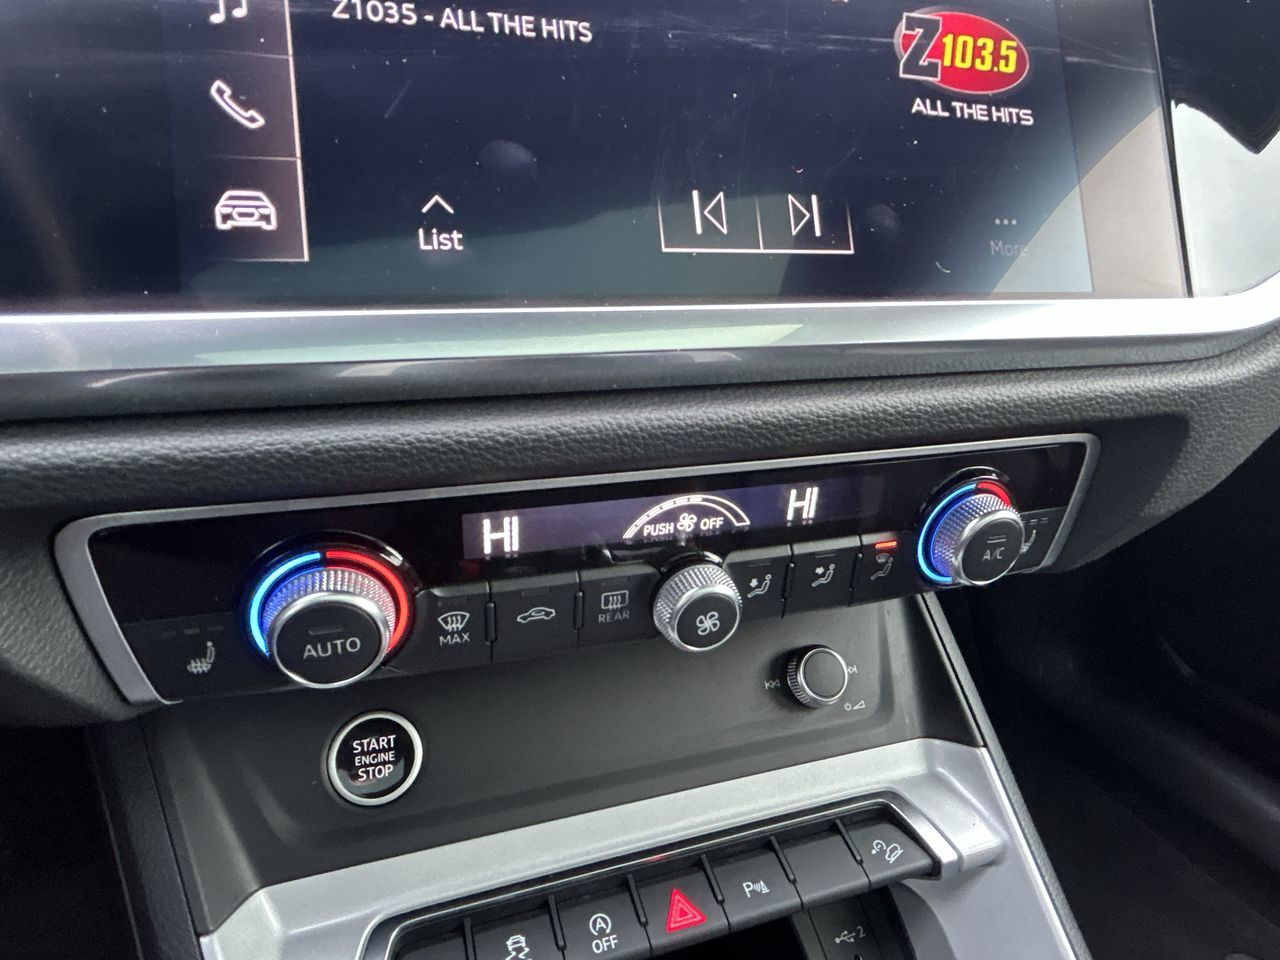 Z1035 - ALL THE HITS
Z103.5
ALL THE HITS
List
More
HI
PUSH OFF
HI
A/C
AUTO
MAX
REAR
START
ENGINE
STOP
P
A
OFF
2